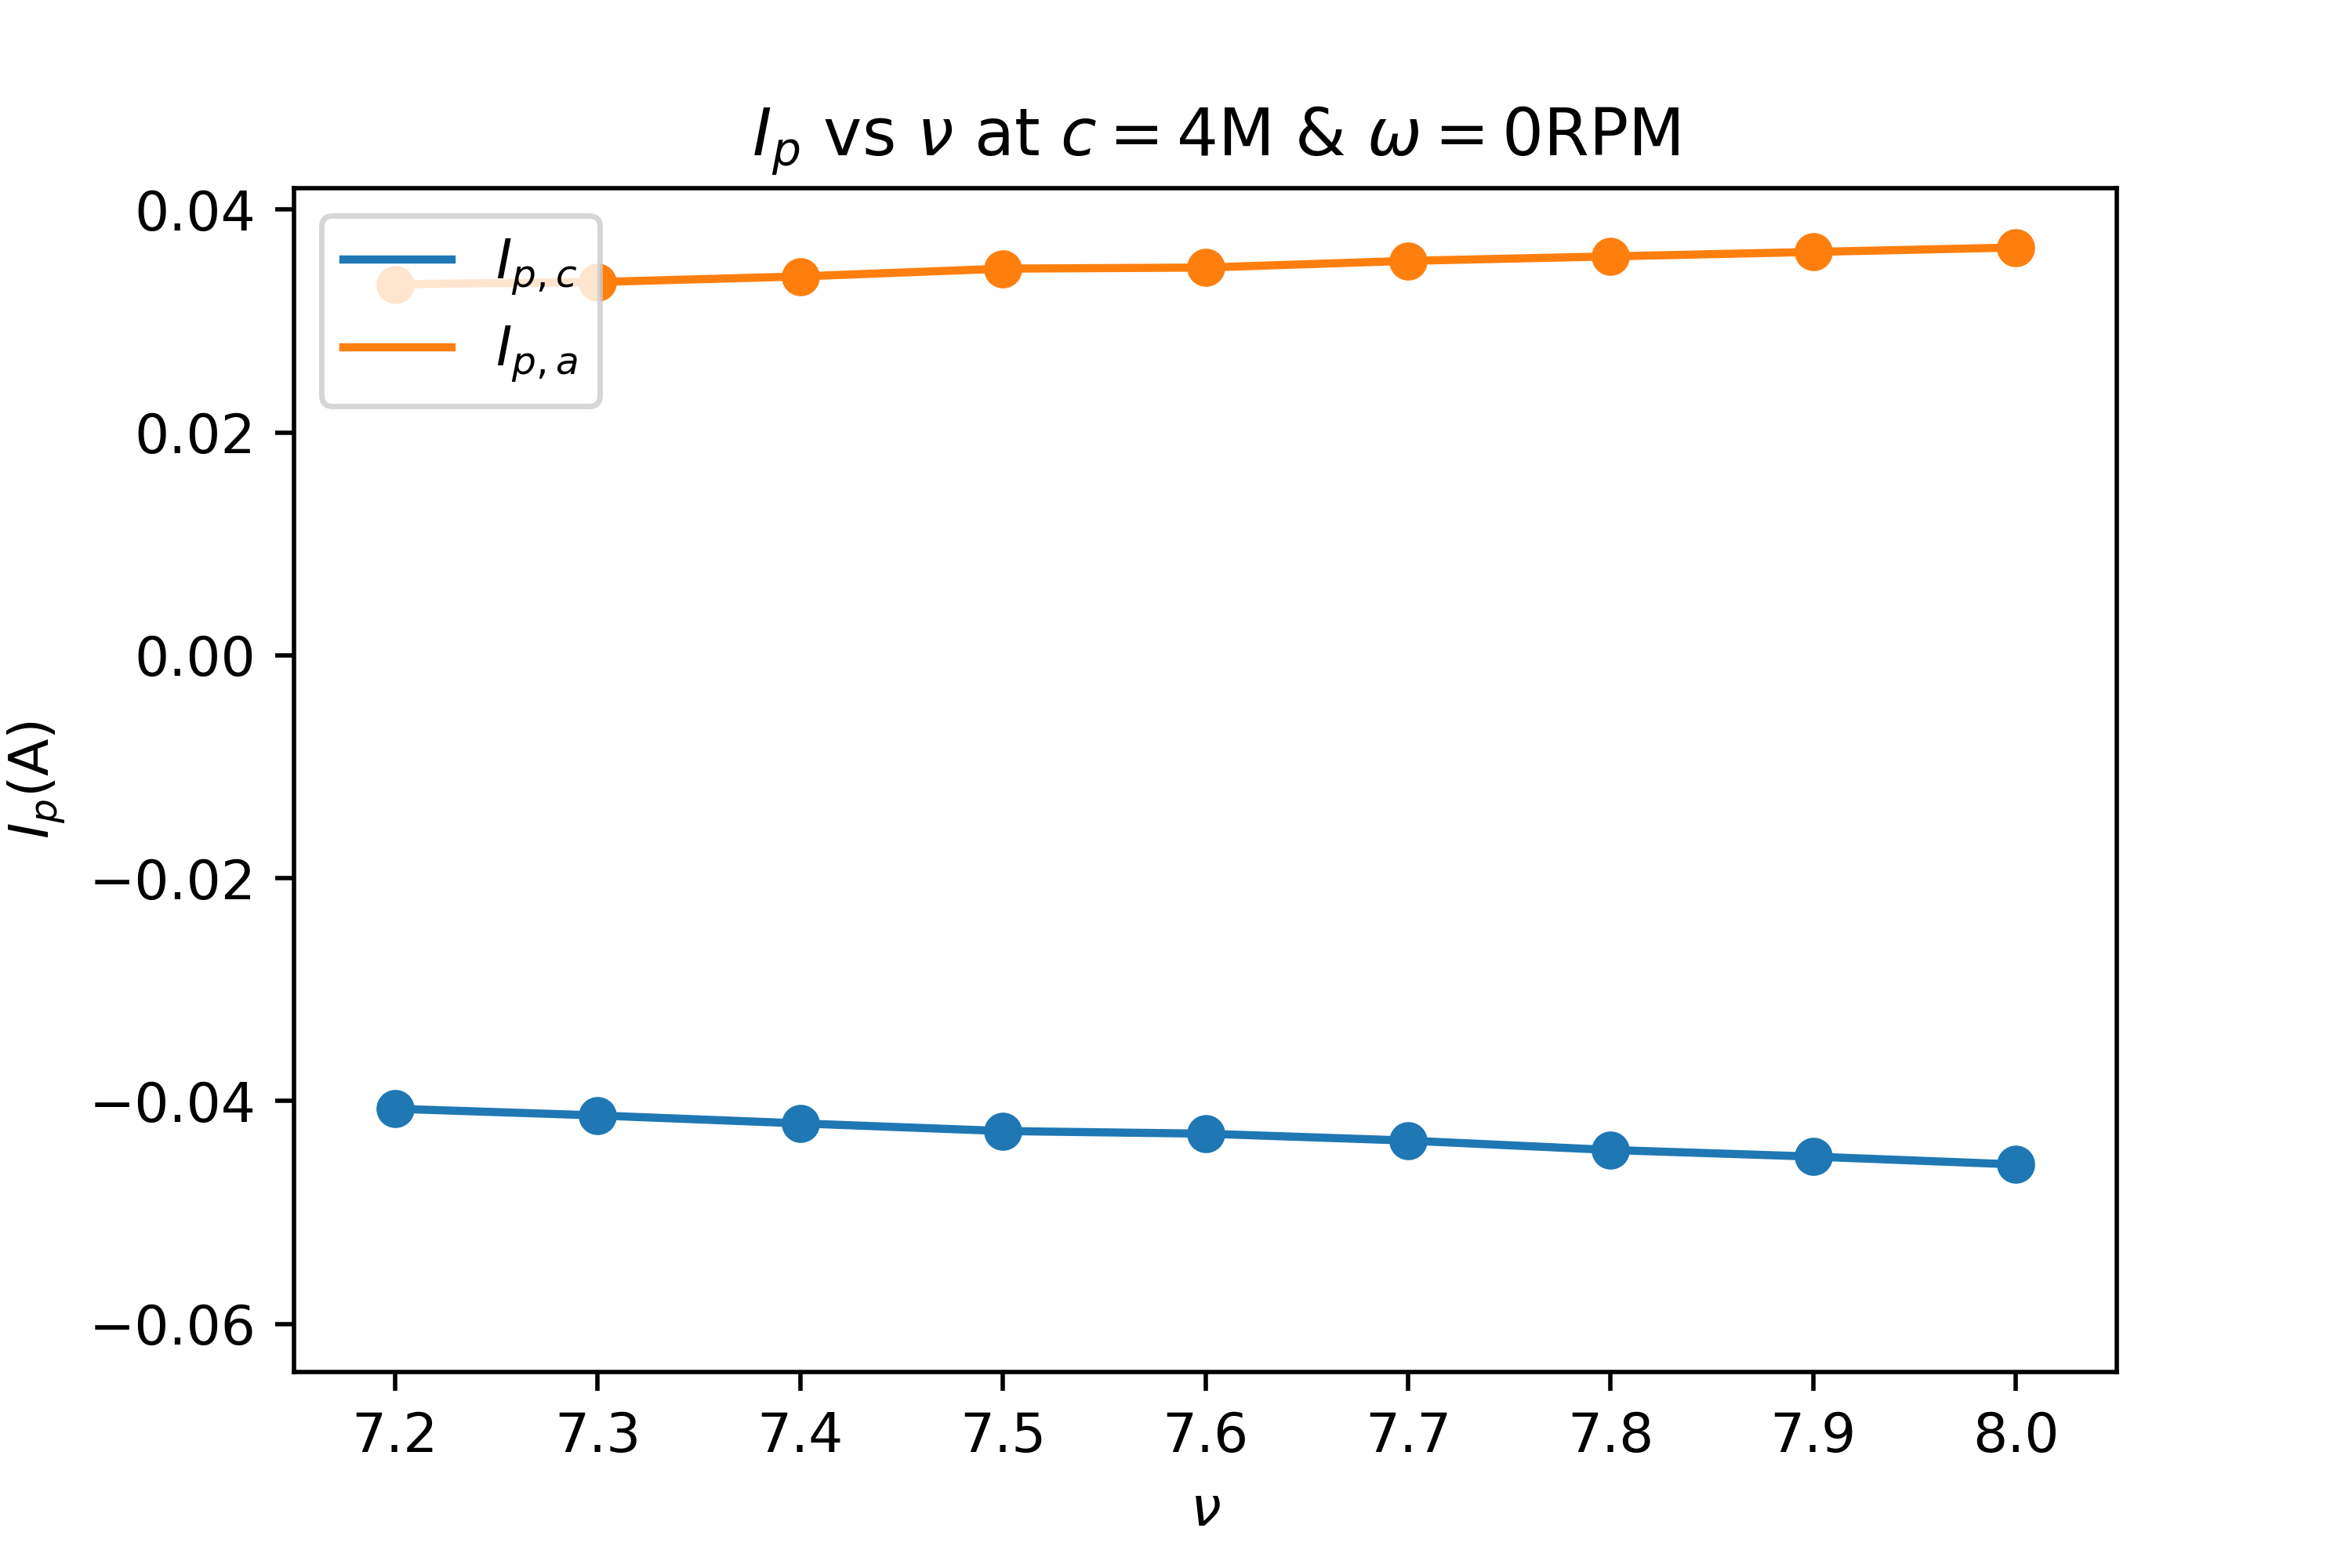 I_p vs ν at c = 4M & ω = 0RPM
0.04
0.02
0.00
−0.02
−0.04
−0.06
I_p(A)
I_p,c
I_p,a
7.2 7.3 7.4 7.5 7.6 7.7 7.8 7.9 8.0
ν